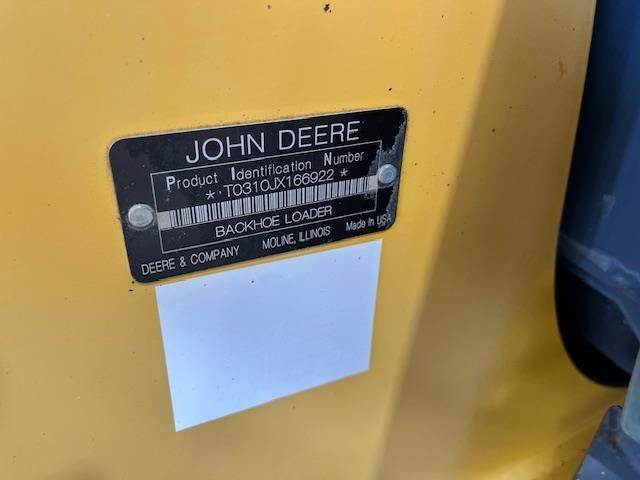 JOHN DEERE
Product Identification Number
*T0310JX166922*
BACKHOE LOADER
DEERE & COMPANY MOLINE, ILLINOIS Made in USA